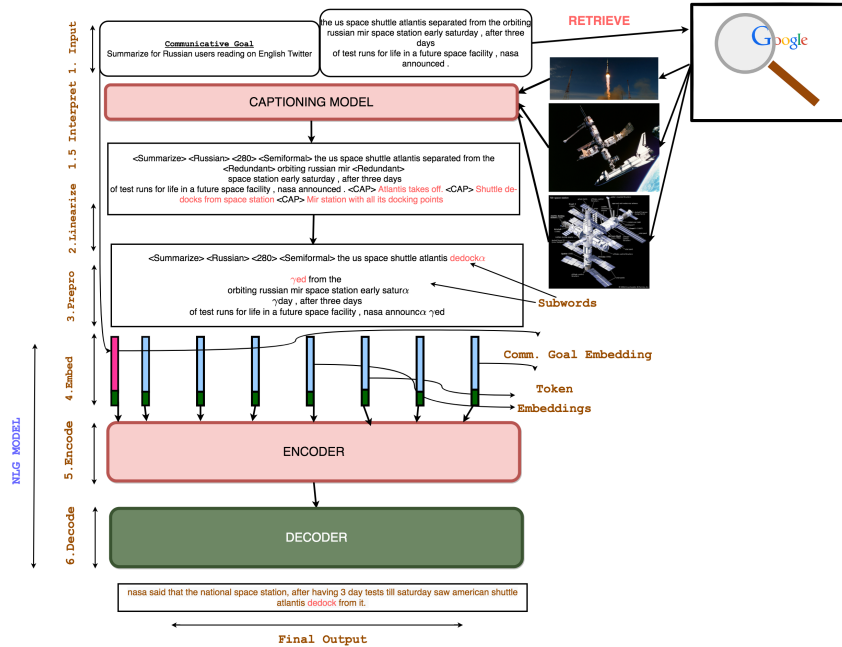 Communicative Goal
Summarize for Russian users reading on English Twitter
the us space shuttle atlantis separated from the orbiting
russian mir space station early saturday , after three
days
of test runs for life in a future space facility , nasa
announced .
RETRIEVE
Google
1. Input
CAPTIONING MODEL
1.5 Interpret
<Summarize> <Russian> <280> <Semiformal> the us space shuttle atlantis separated from the
<Redundant> orbiting russian mir <Redundant>
space station early saturday , after three days
of test runs for life in a future space facility , nasa announced . <CAP> Atlantis takes off. <CAP> Shuttle de-
docks from space station <CAP> Mir station with all its docking points
2.Linearize
<Summarize> <Russian> <280> <Semiformal> the us space shuttle atlantis dedockα
γed from the
orbiting russian mir space station early saturα
γday , after three days
of test runs for life in a future space facility , nasa announcα γed
3.Prepro
Subwords
4.Embed
Comm. Goal Embedding
Token
Embeddings
NLG MODEL
5.Encode
ENCODER
6.Decode
DECODER
nasa said that the national space station, after having 3 day tests till saturday saw american shuttle
atlantis dedock from it.
Final Output